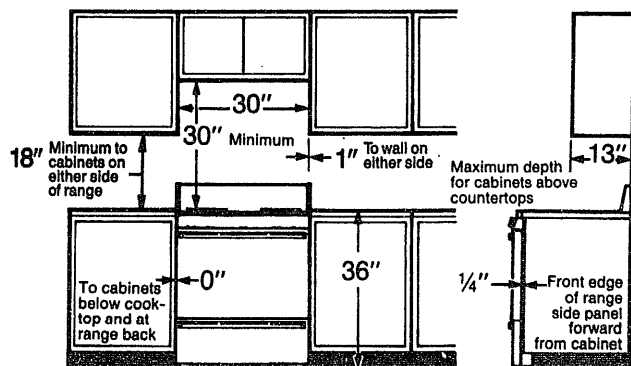 30″
30″ Minimum
18″ Minimum to
cabinets on
either side
of range
1″ To wall on
either side
13″
Maximum depth
for cabinets above
countertops
To cabinets
below cook-
top and at
range back
0″
36″
¼″
Front edge
of range
side panel
forward
from cabinet